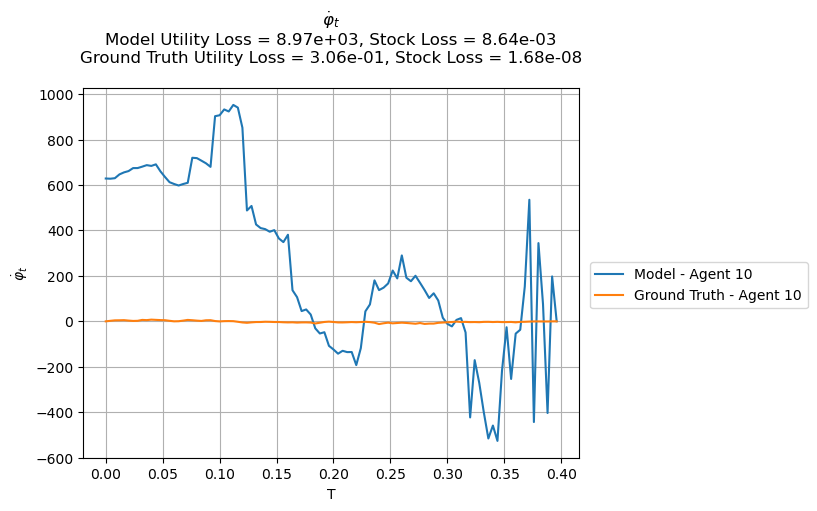 φ̇ₜ
Model Utility Loss = 8.97e+03, Stock Loss = 8.64e-03
Ground Truth Utility Loss = 3.06e-01, Stock Loss = 1.68e-08
1000
800
600
400
200
0
−200
−400
−600
φ̇ₜ
0.00 0.05 0.10 0.15 0.20 0.25 0.30 0.35 0.40
T
Model - Agent 10
Ground Truth - Agent 10